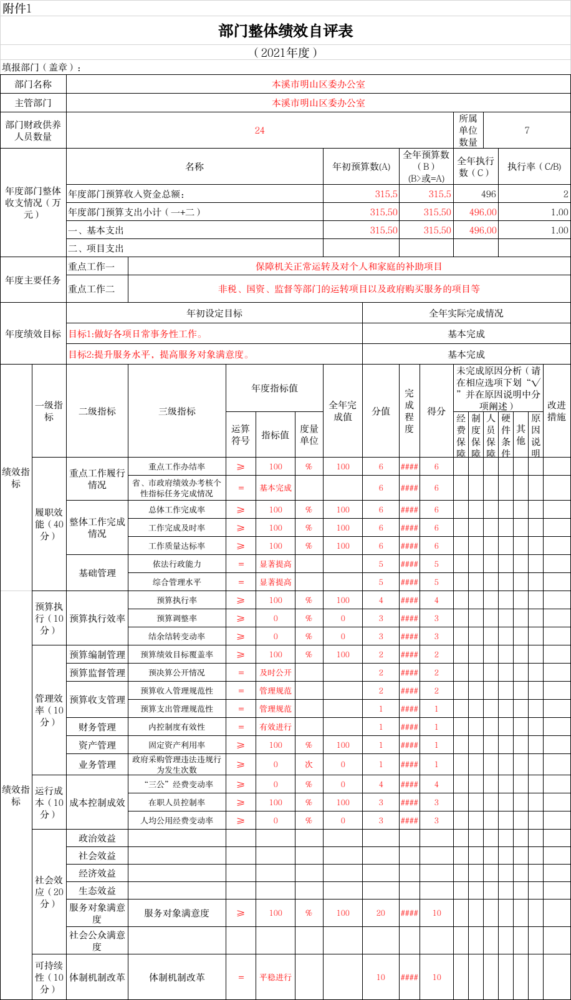 附件1
部门整体绩效自评表
（2021年度）
填报部门（盖章）：
部门名称 本溪市明山区委办公室
主管部门 本溪市明山区委办公室
部门财政供养人员数量 24 所属单位数量 7
年度部门整体收支情况（万元） 名称 年初预算数(A) 全年预算数（B）(B>或=A) 全年执行数（C） 执行率（C/B)
年度部门预算收入资金总额： 315.5 315.5 496 2
年度部门预算支出小计（一+二） 315.50 315.50 496.00 1.00
一、基本支出 315.50 315.50 496.00 1.00
二、项目支出
年度主要任务 重点工作一 保障机关正常运转及对个人和家庭的补助项目
重点工作二 非税、国资、监督等部门的运转项目以及政府购买服务的项目等
年度绩效目标 年初设定目标 全年实际完成情况
目标1:做好各项日常事务性工作。 基本完成
目标2:提升服务水平，提高服务对象满意度。 基本完成
绩效指标 一级指标 二级指标 三级指标 年度指标值 全年完成值 分值 完成程度 得分 未完成原因分析（请在相应选项下划“√”并在原因说明中分项阐述） 改进措施
运算符号 指标值 度量单位 经费保障 制度保障 人员保障 硬件条件 其他 原因说明
履职效能（40分） 重点工作履行情况 重点工作办结率 ≥ 100 % 100 6 #### 6
省、市政府绩效办考核个性指标任务完成情况 = 基本完成 6 #### 6
整体工作完成情况 总体工作完成率 ≥ 100 % 100 6 #### 6
工作完成及时率 ≥ 100 % 100 6 #### 6
工作质量达标率 ≥ 100 % 100 6 #### 6
基础管理 依法行政能力 = 显著提高 5 #### 5
综合管理水平 = 显著提高 5 #### 5
绩效指标 预算执行（10分） 预算执行效率 预算执行率 ≥ 100 % 100 4 #### 4
预算调整率 ≥ 0 % 0 3 #### 3
结余结转变动率 ≥ 0 % 0 3 #### 3
管理效率（10分） 预算编制管理 预算绩效目标覆盖率 ≥ 100 % 100 2 #### 2
预算监督管理 预决算公开情况 = 及时公开 2 #### 2
预算收支管理 预算收入管理规范性 = 管理规范 2 #### 2
预算支出管理规范性 = 管理规范 1 #### 1
财务管理 内控制度有效性 = 有效进行 1 #### 1
资产管理 固定资产利用率 ≥ 100 % 100 1 #### 1
业务管理 政府采购管理违法违规行为发生次数 ≥ 0 次 0 1 #### 1
运行成本（10分） 成本控制成效 “三公”经费变动率 ≥ 0 % 0 4 #### 4
在职人员控制率 ≥ 100 % 100 3 #### 3
人均公用经费变动率 ≥ 0 % 0 3 #### 3
社会效应（20分） 政治效益
社会效益
经济效益
生态效益
服务对象满意度 服务对象满意度 ≥ 100 % 100 20 #### 10
社会公众满意度
可持续性（10分） 体制机制改革 体制机制改革 = 平稳进行 10 #### 10